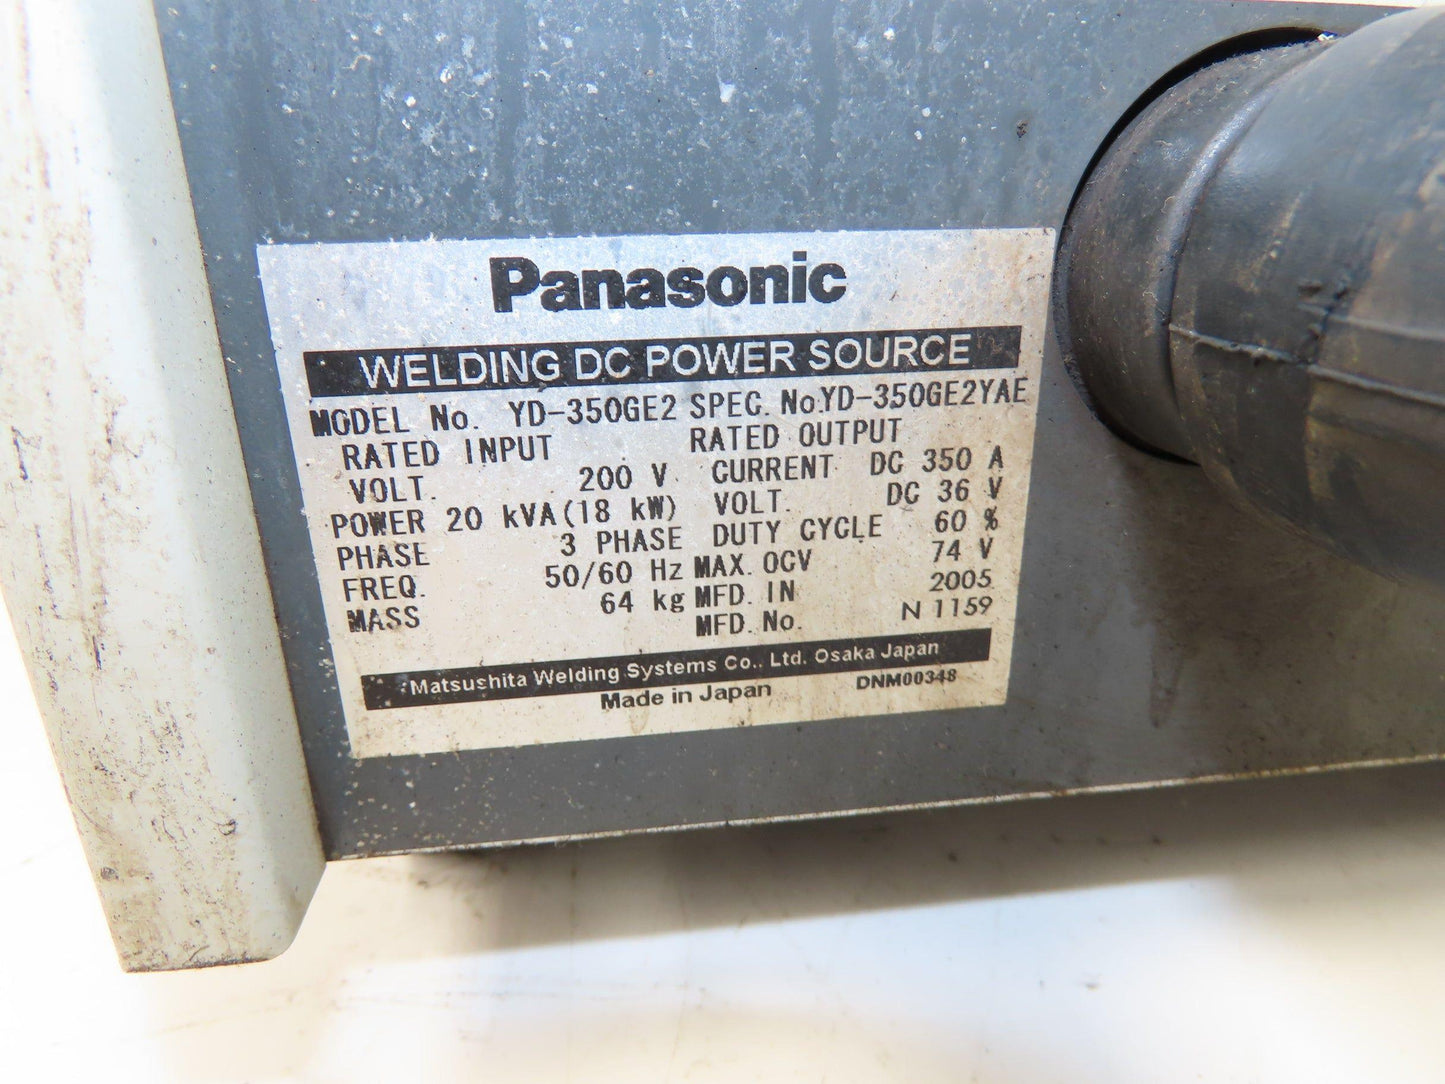 Panasonic
WELDING DC POWER SOURCE
MODEL No. YD-350GE2 SPEC. No.YD-350GE2YAE
RATED INPUT RATED OUTPUT
VOLT. 200 V CURRENT DC 350 A
POWER 20 kVA(18 kW) VOLT. DC 36 V
PHASE 3 PHASE DUTY CYCLE 60 %
FREQ. 50/60 Hz MAX. OCV 74 V
MASS 64 kg MFD. IN 2005
MFD. No. N 1159
Matsushita Welding Systems Co., Ltd. Osaka Japan
Made in Japan DNM00348